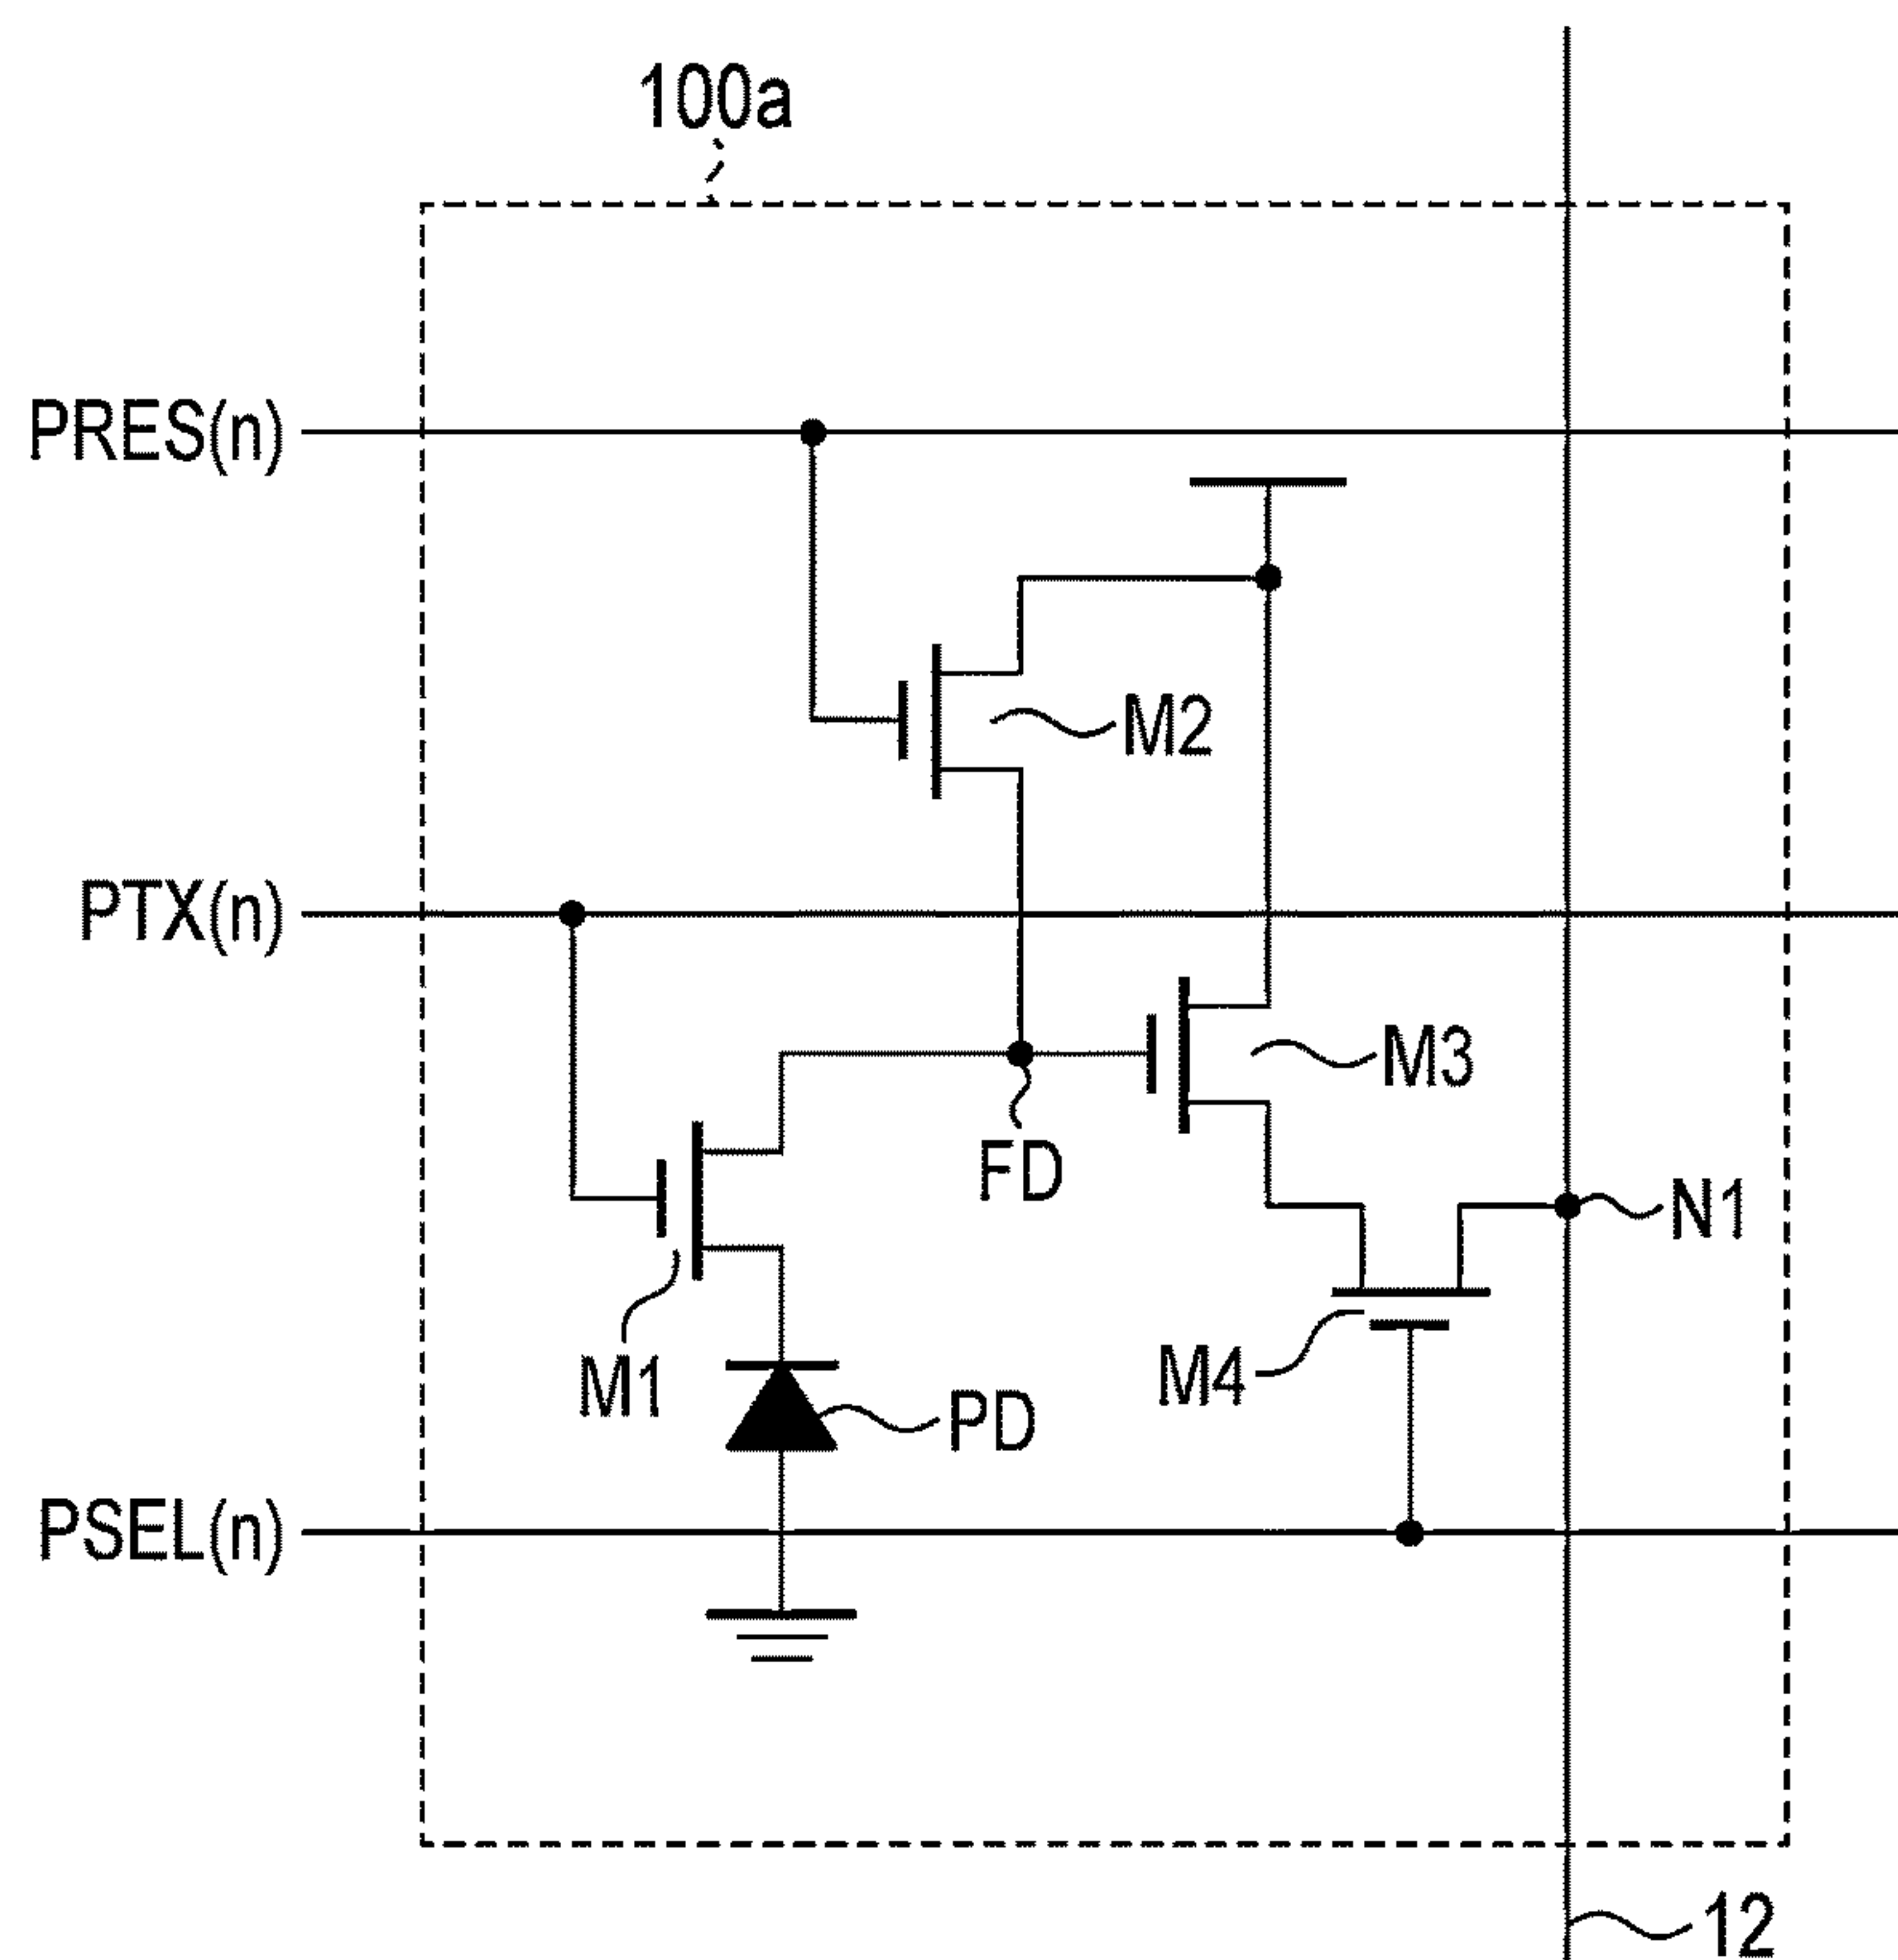 100a
PRES(n)
M2
PTX(n)
M3
FD
N1
M1
M4
PD
PSEL(n)
12